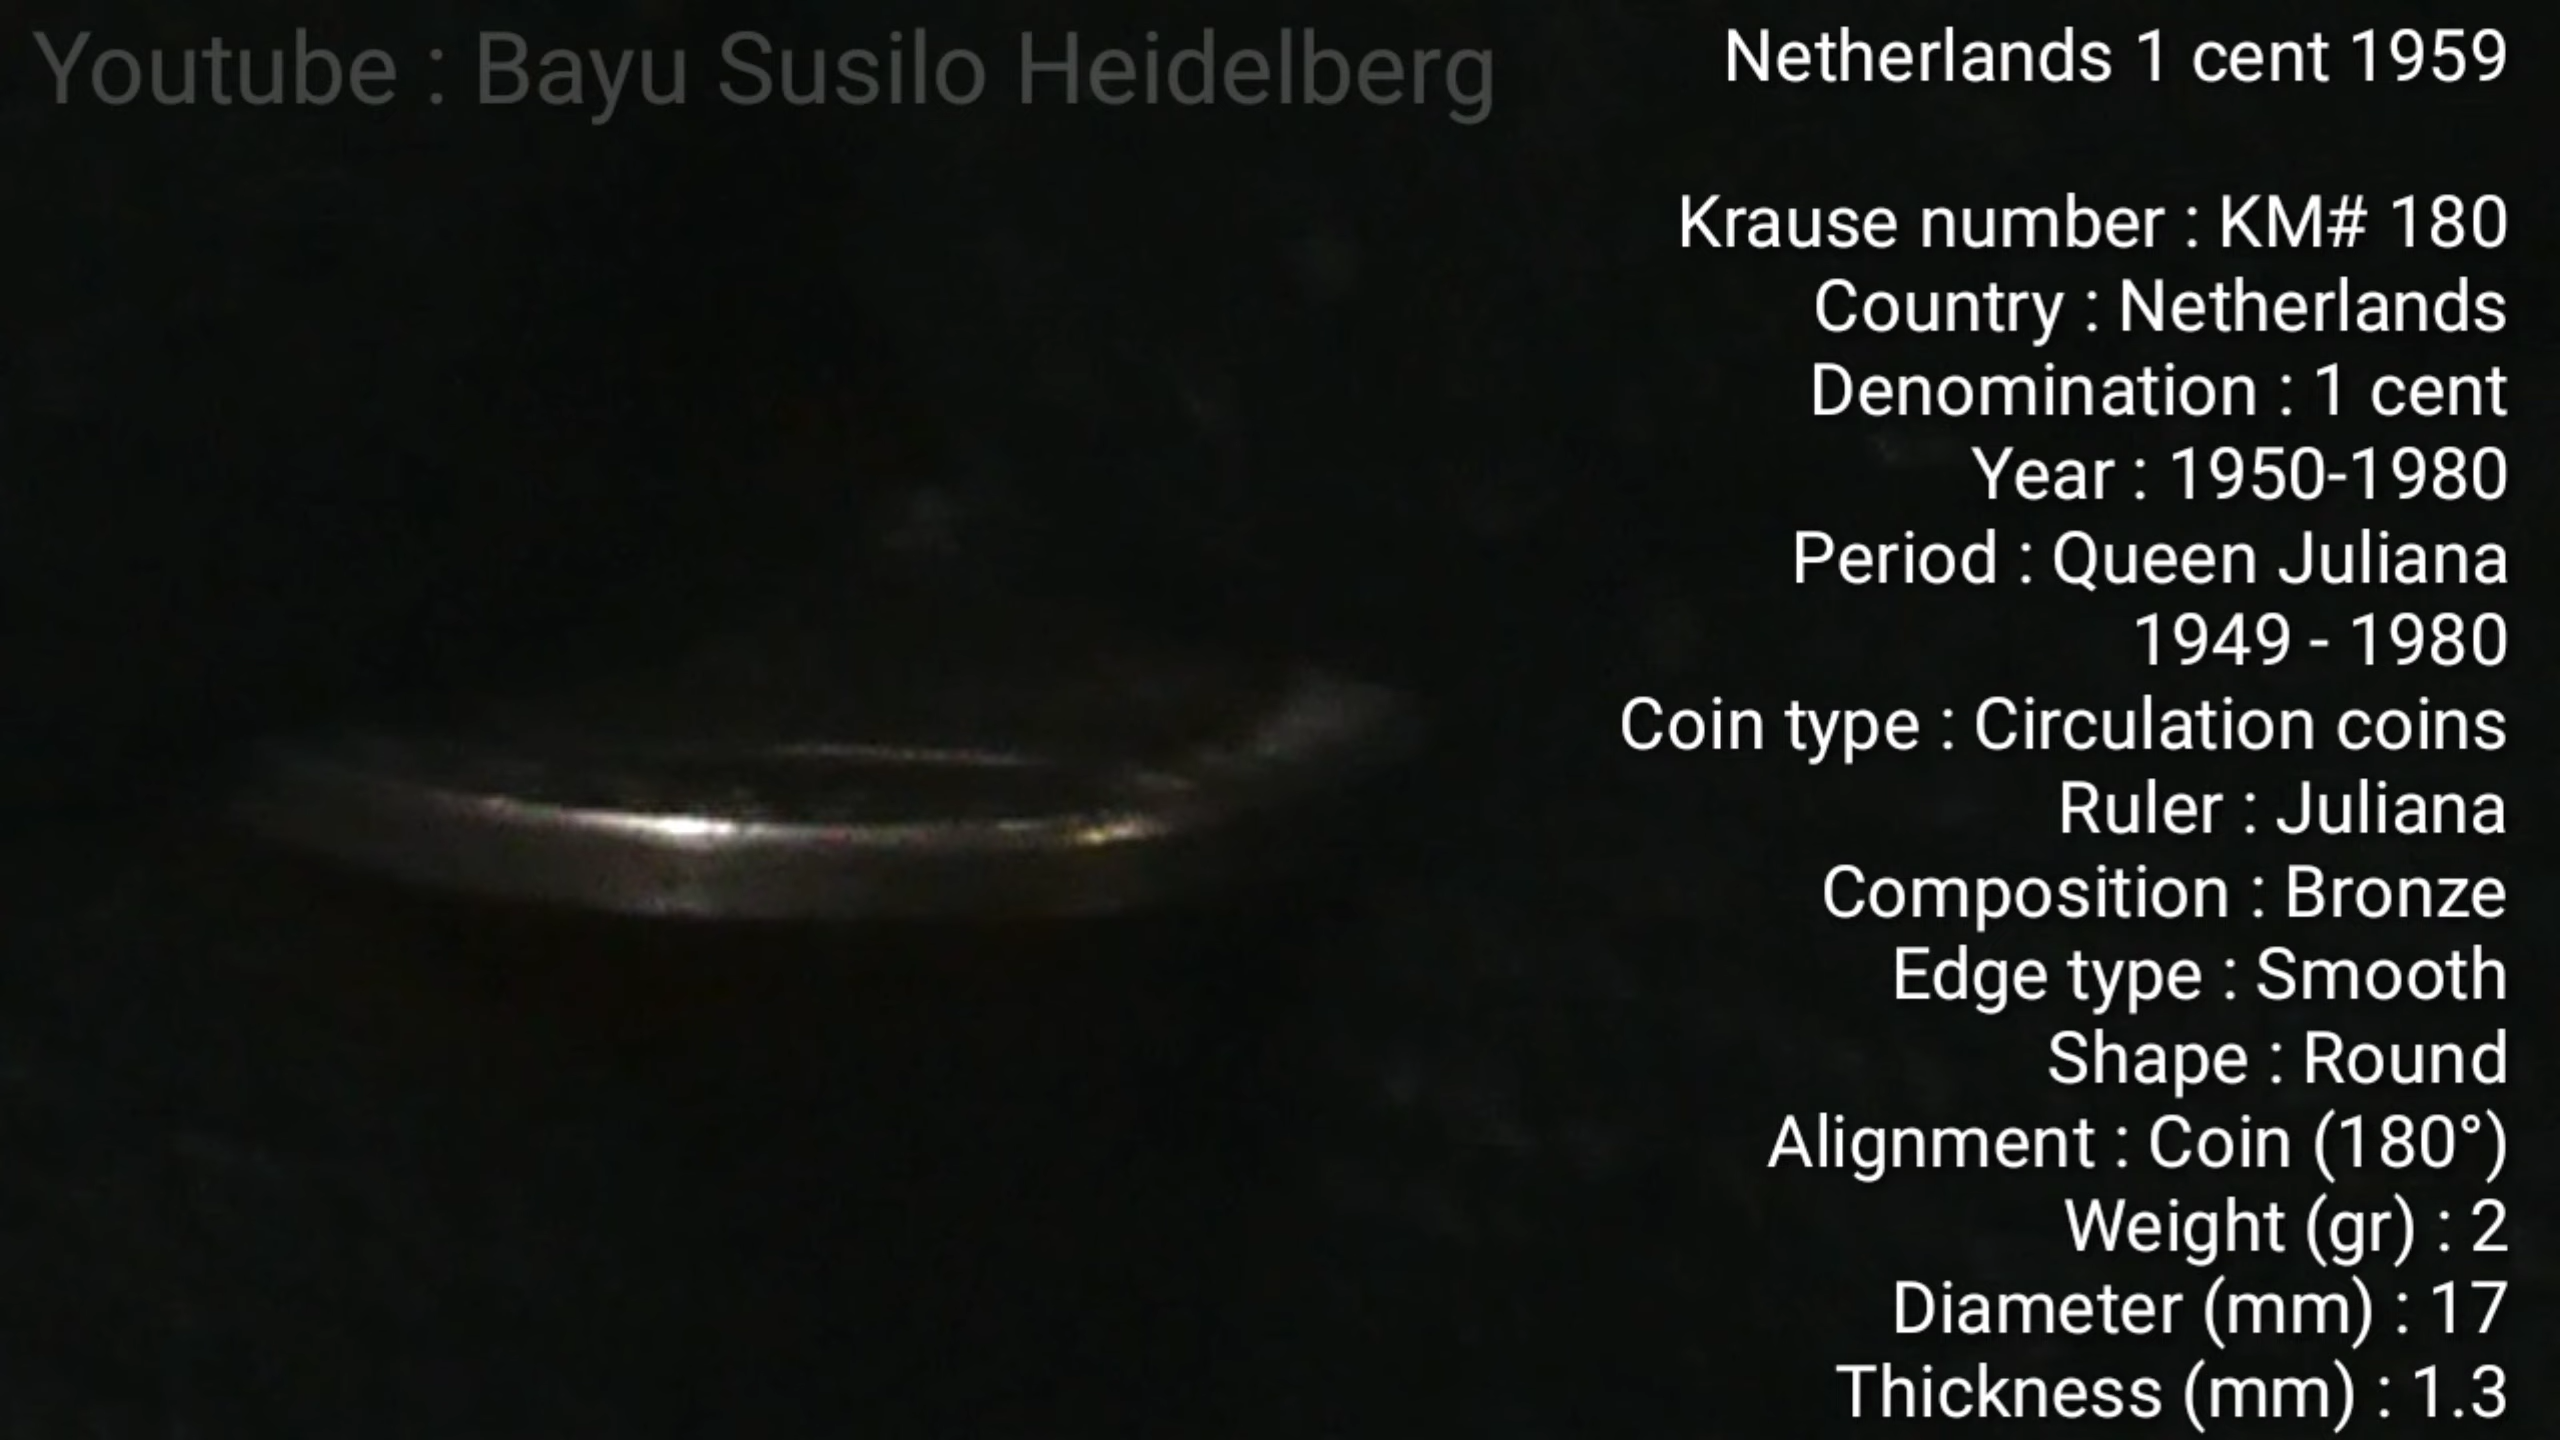 Youtube : Bayu Susilo Heidelberg
Netherlands 1 cent 1959
Krause number : KM# 180
Country : Netherlands
Denomination : 1 cent
Year : 1950-1980
Period : Queen Juliana
1949 - 1980
Coin type : Circulation coins
Ruler : Juliana
Composition : Bronze
Edge type : Smooth
Shape : Round
Alignment : Coin (180°)
Weight (gr) : 2
Diameter (mm) : 17
Thickness (mm) : 1.3